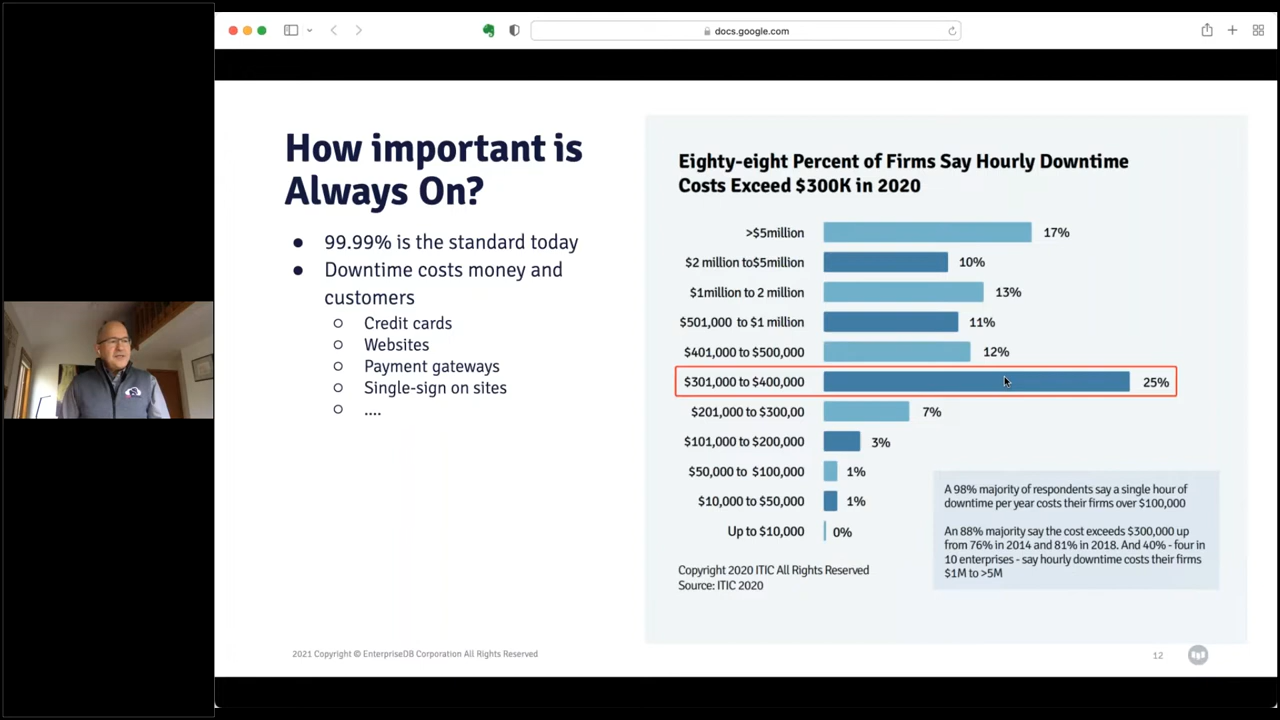 docs.google.com
How important is
Always On?
● 99.99% is the standard today
● Downtime costs money and
customers
○ Credit cards
○ Websites
○ Payment gateways
○ Single-sign on sites
○ ....
Eighty-eight Percent of Firms Say Hourly Downtime
Costs Exceed $300K in 2020
>$5million 17%
$2 million to$5million 10%
$1million to 2 million 13%
$501,000 to $1 million 11%
$401,000 to $500,000 12%
$301,000 to $400,000 25%
$201,000 to $300,00 7%
$101,000 to $200,000 3%
$50,000 to $100,000 1%
$10,000 to $50,000 1%
Up to $10,000 0%
A 98% majority of respondents say a single hour of
downtime per year costs their firms over $100,000
An 88% majority say the cost exceeds $300,000 up
from 76% in 2014 and 81% in 2018. And 40% - four in
10 enterprises - say hourly downtime costs their firms
$1M to >5M
Copyright 2020 ITIC All Rights Reserved
Source: ITIC 2020
2021 Copyright © EnterpriseDB Corporation All Rights Reserved
12